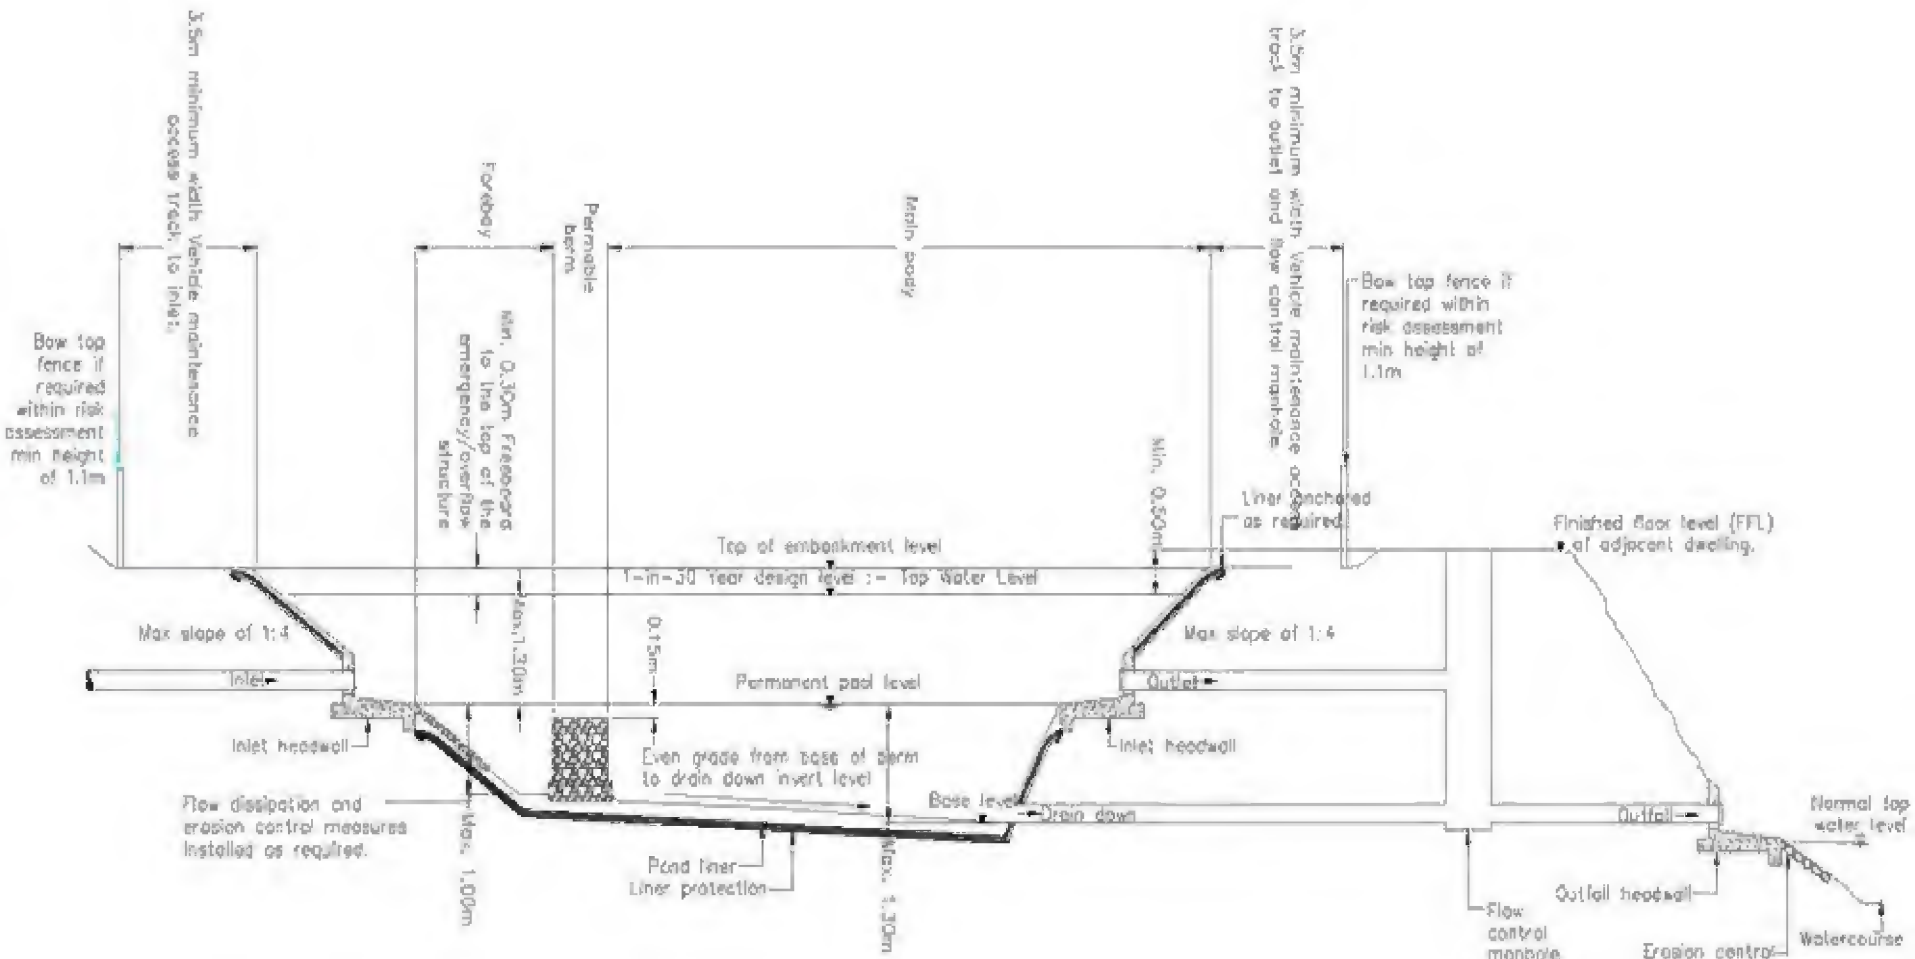 3.5m minimum width Vehicle maintenance
access track to inlet.
Forebay
Permable
berm
Main body
3.5m minimum width Vehicle maintenance access
track to outlet and flow control manhole.
Bow top fence if
required within
risk assessment
min height of
1.1m
Bow top
fence if
required
within risk
assessment
min height
of 1.1m
Min. 0.30m Freeboard
to the top of the
emergency/overflow
structure
Min. 0.60m
Liner anchored
as required
Finished floor level (FFL)
of adjacent dwelling.
Top of embankment level
1-in-30 Year design level :- Top Water Level
Max slope of 1:4
Max.1.30m
0.15m
Max slope of 1:4
Inlet
Permanent pool level
Outlet
Inlet headwall
Even grade from base of berm
to drain down invert level
Inlet headwall
Flow dissipation and
erosion control measures
installed as required.
Base level
Drain down
Outfall
Normal top
water level
Max. 1.00m
Pond liner
Liner protection
Max. 1.30m
Outfall headwall
Flow
control
manhole
Erosion control
Watercourse